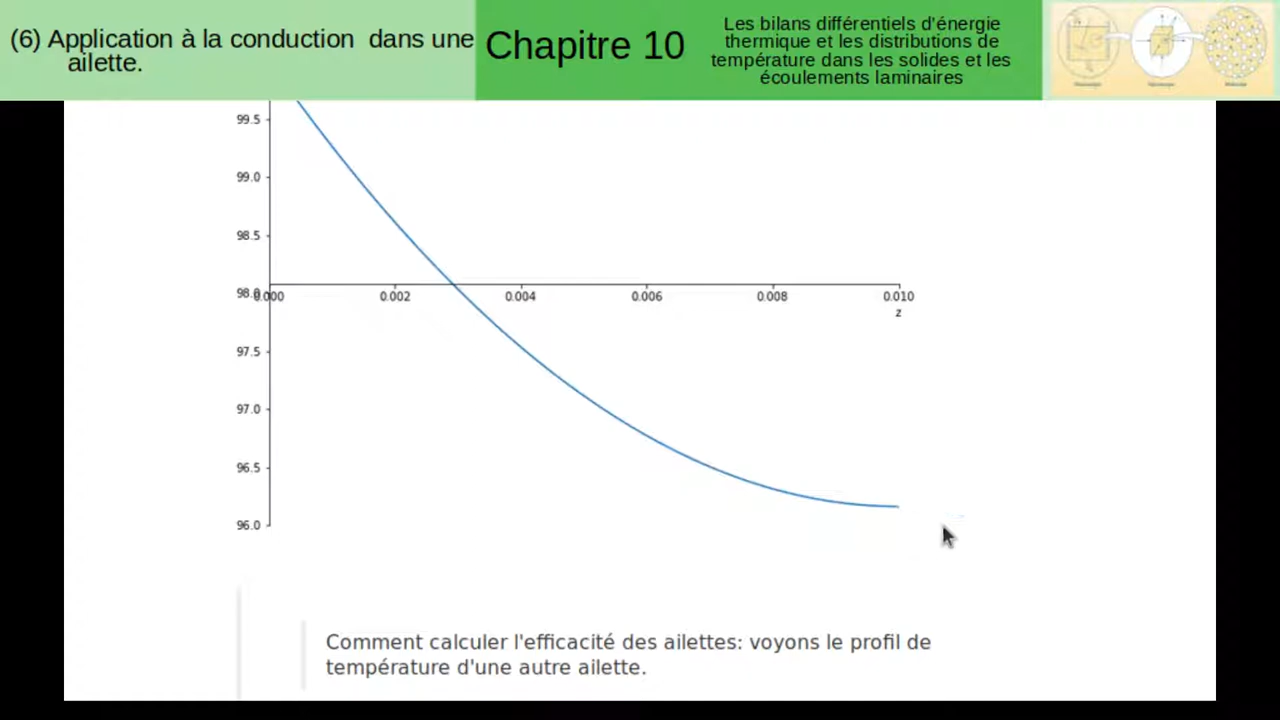 (6) Application à la conduction dans une
ailette.
Chapitre 10
Les bilans différentiels d'énergie
thermique et les distributions de
température dans les solides et les
écoulements laminaires
99.5
99.0
98.5
98.0
97.5
97.0
96.5
96.0
0.000 0.002 0.004 0.006 0.008 0.010
z
Comment calculer l'efficacité des ailettes: voyons le profil de
température d'une autre ailette.